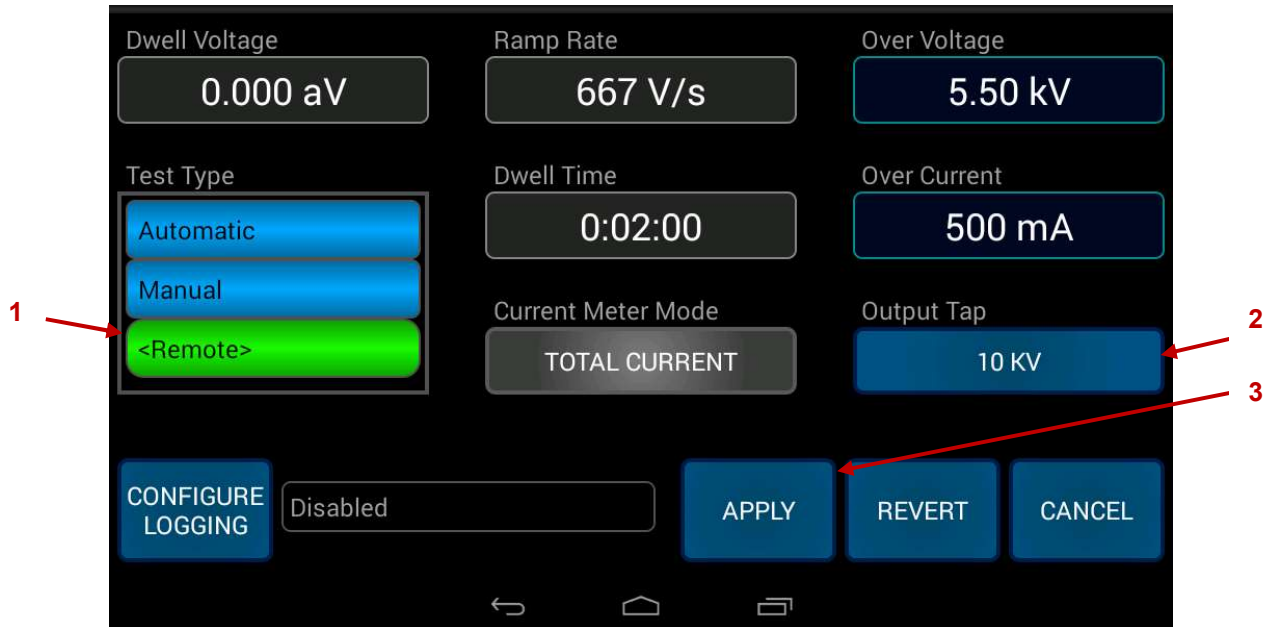 Dwell Voltage
Ramp Rate
Over Voltage
0.000 aV
667 V/s
5.50 kV
Test Type
Dwell Time
Over Current
Automatic
0:02:00
500 mA
Manual
Current Meter Mode
Output Tap
1
2
<Remote>
TOTAL CURRENT
10 KV
3
CONFIGURE
LOGGING
Disabled
APPLY
REVERT
CANCEL